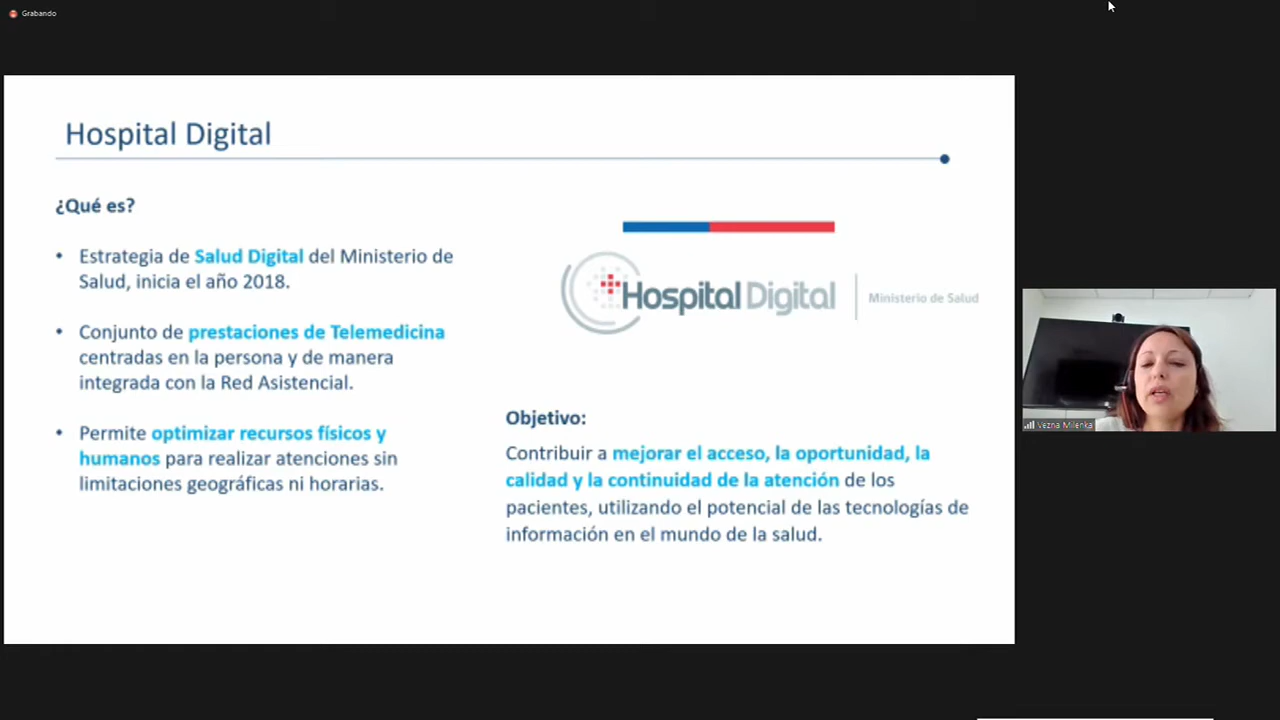 Grabando
Hospital Digital
¿Qué es?
• Estrategia de Salud Digital del Ministerio de
Salud, inicia el año 2018.
• Conjunto de prestaciones de Telemedicina
centradas en la persona y de manera
integrada con la Red Asistencial.
• Permite optimizar recursos físicos y
humanos para realizar atenciones sin
limitaciones geográficas ni horarias.
Hospital Digital
Ministerio de Salud
Objetivo:
Contribuir a mejorar el acceso, la oportunidad, la
calidad y la continuidad de la atención de los
pacientes, utilizando el potencial de las tecnologías de
información en el mundo de la salud.
Vezna Milenka